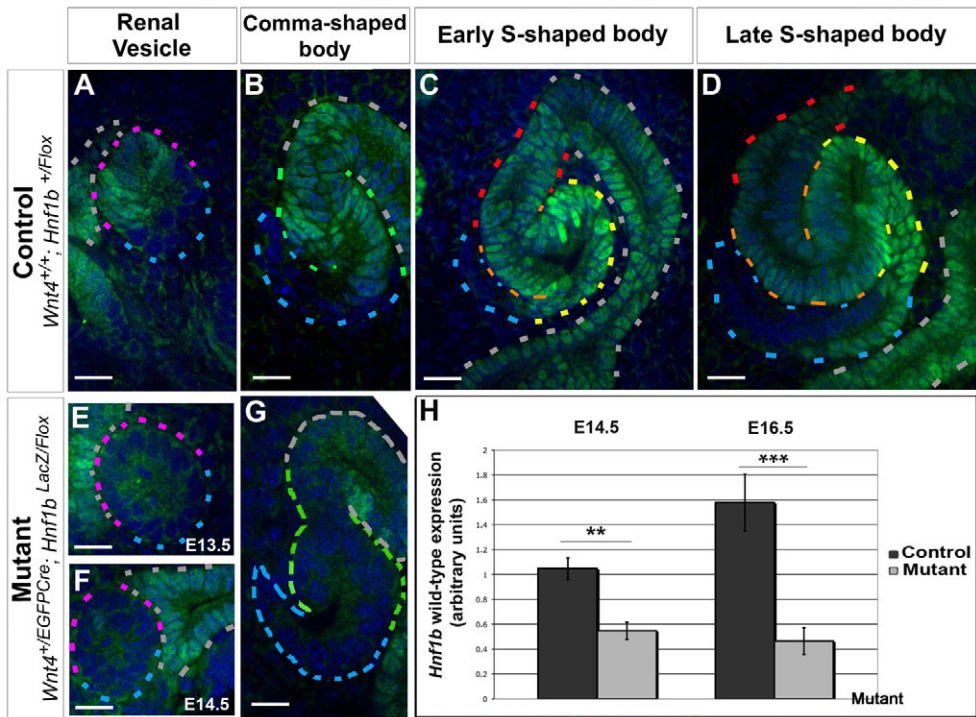 Renal
Vesicle
Comma-shaped
body
Early S-shaped body
Late S-shaped body
Control
Wnt4+/+; Hnf1b +/Flox
A
B
C
D
Mutant
Wnt4+/EGFPCre; Hnf1b LacZ/Flox
E
E13.5
F
E14.5
G
H
E14.5
E16.5
Hnf1b wild-type expression
(arbitrary units)
2
1.8
1.6
1.4
1.2
1
0.8
0.6
0.4
0.2
0
**
***
Control
Mutant
Mutant